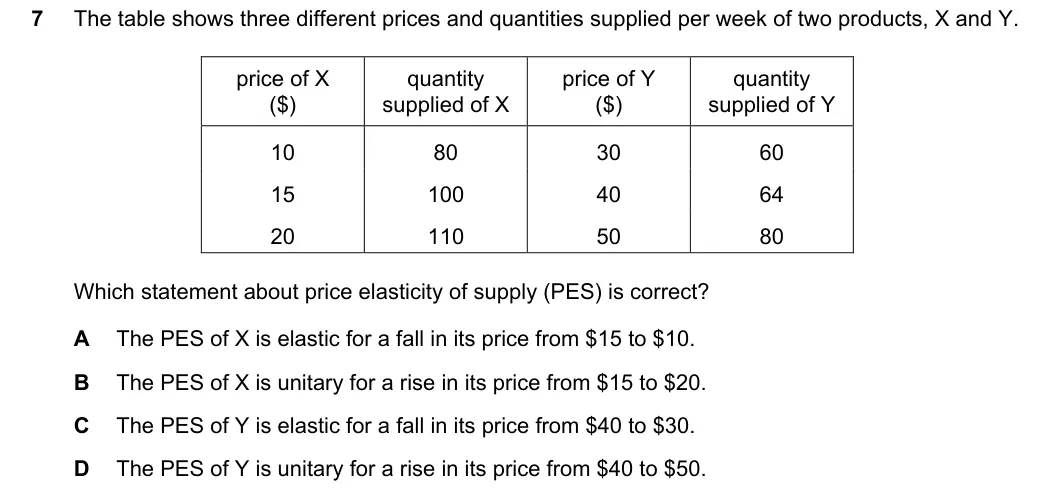 7 The table shows three different prices and quantities supplied per week of two products, X and Y.
price of X ($) quantity supplied of X price of Y ($) quantity supplied of Y
10 80 30 60
15 100 40 64
20 110 50 80
Which statement about price elasticity of supply (PES) is correct?
A The PES of X is elastic for a fall in its price from $15 to $10.
B The PES of X is unitary for a rise in its price from $15 to $20.
C The PES of Y is elastic for a fall in its price from $40 to $30.
D The PES of Y is unitary for a rise in its price from $40 to $50.